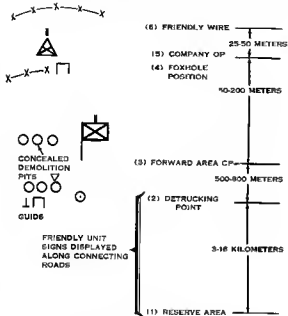 (6) FRIENDLY WIRE
25-50 METERS
(5) COMPANY OP
(4) FOXHOLE
POSITION
50-200 METERS
CONCEALED
DEMOLITION
PITS
(3) FORWARD AREA CP
500-800 METERS
(2) DETRUCKING
POINT
GUIDE
FRIENDLY UNIT
SIGNS DISPLAYED
ALONG CONNECTING
ROADS
3-16 KILOMETERS
(1) RESERVE AREA